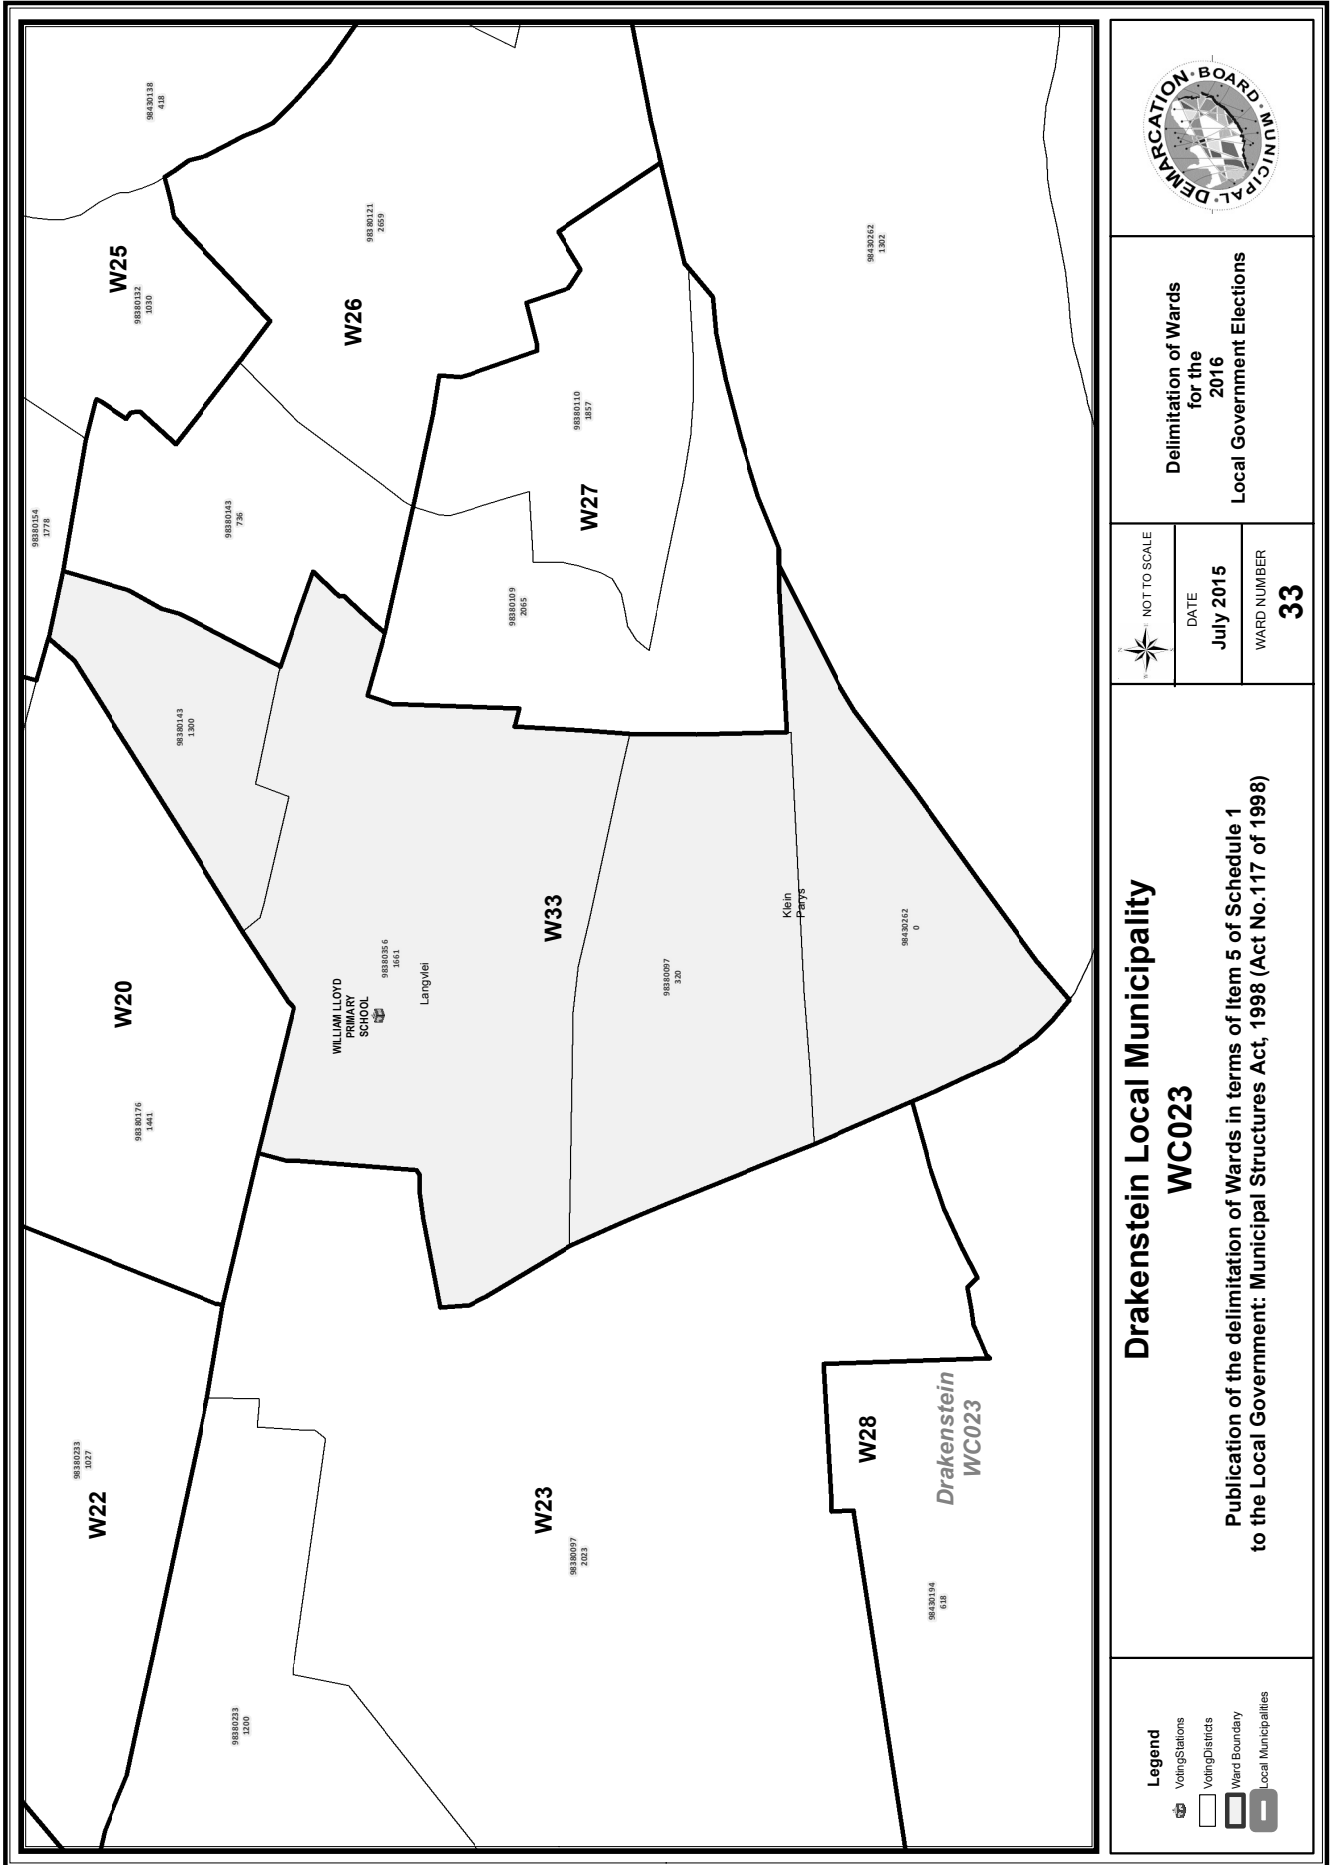 98380233
1027
W22
98380176
1441
W20
98380154
1778
98380132
1030
W25
98430138
418
98380233
1200
98380143
1300
98380143
736
W26
98380121
2659
WILLIAM LLOYD
PRIMARY
SCHOOL
98380356
1661
Langvlei
W23
98380097
2023
W33
98380109
2065
W27
98380110
1857
98380097
320
Klein
Parys
W28
98430262
1302
98430194
618
Drakenstein
WC023
98430262
0
Legend
VotingStations
VotingDistricts
Ward Boundary
Local Municipalities
Drakenstein Local Municipality
WC023
Publication of the delimitation of Wards in terms of Item 5 of Schedule 1
to the Local Government: Municipal Structures Act, 1998 (Act No.117 of 1998)
N
W
E
S
NOT TO SCALE
DATE
July 2015
WARD NUMBER
33
Delimitation of Wards
for the
2016
Local Government Elections
MUNICIPAL • DEMARCATION • BOARD •